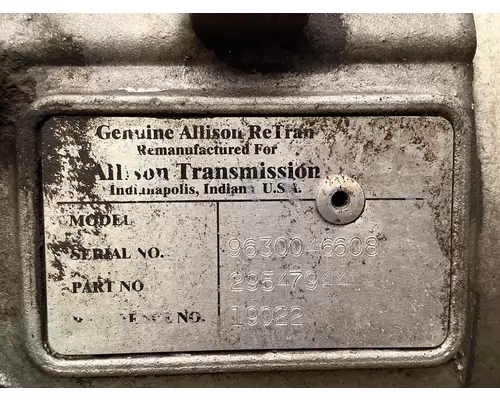 Genuine Allison ReTran
Remanufactured For
Allison Transmission
Indianapolis, Indiana U.S.A.
MODEL
SERIAL NO. 9630046608
PART NO 29547944
NO. 19022